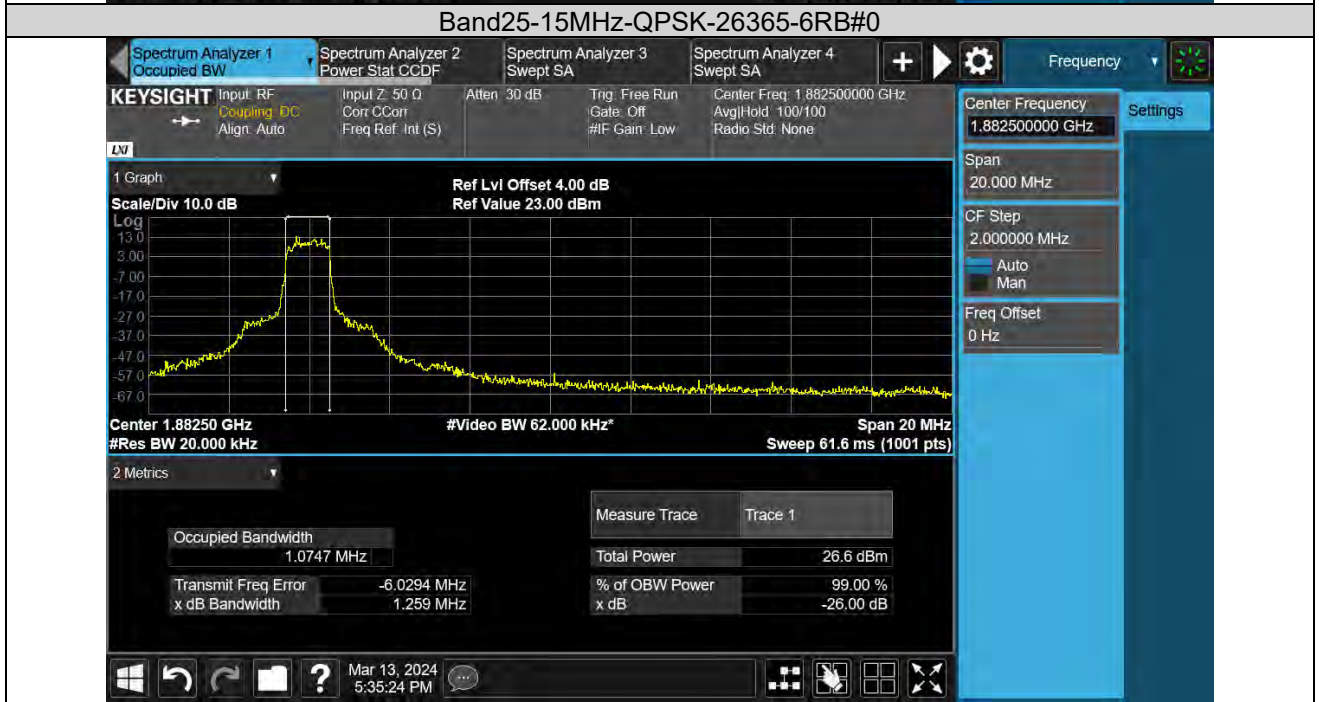 Band25-15MHz-QPSK-26365-6RB#0
Spectrum Analyzer 1
Occupied BW
Spectrum Analyzer 2
Power Stat CCDF
Spectrum Analyzer 3
Swept SA
Spectrum Analyzer 4
Swept SA
+
Frequency
KEYSIGHT
LXI
Input: RF
Coupling: DC
Align: Auto
Input Z: 50 Ω
Corr CCorr
Freq Ref: Int (S)
Atten: 30 dB
Trig: Free Run
Gate: Off
#IF Gain: Low
Center Freq: 1.882500000 GHz
Avg|Hold: 100/100
Radio Std: None
Center Frequency
1.882500000 GHz
Settings
Span
20.000 MHz
CF Step
2.000000 MHz
Auto
Man
Freq Offset
0 Hz
1 Graph
Scale/Div 10.0 dB
Ref Lvl Offset 4.00 dB
Ref Value 23.00 dBm
Log
13.0
3.00
-7.00
-17.0
-27.0
-37.0
-47.0
-57.0
-67.0
Center 1.88250 GHz
#Res BW 20.000 kHz
#Video BW 62.000 kHz*
Span 20 MHz
Sweep 61.6 ms (1001 pts)
2 Metrics
Occupied Bandwidth
1.0747 MHz
Transmit Freq Error -6.0294 MHz
x dB Bandwidth 1.259 MHz
Measure Trace Trace 1
Total Power 26.6 dBm
% of OBW Power 99.00 %
x dB -26.00 dB
?
Mar 13, 2024
5:35:24 PM